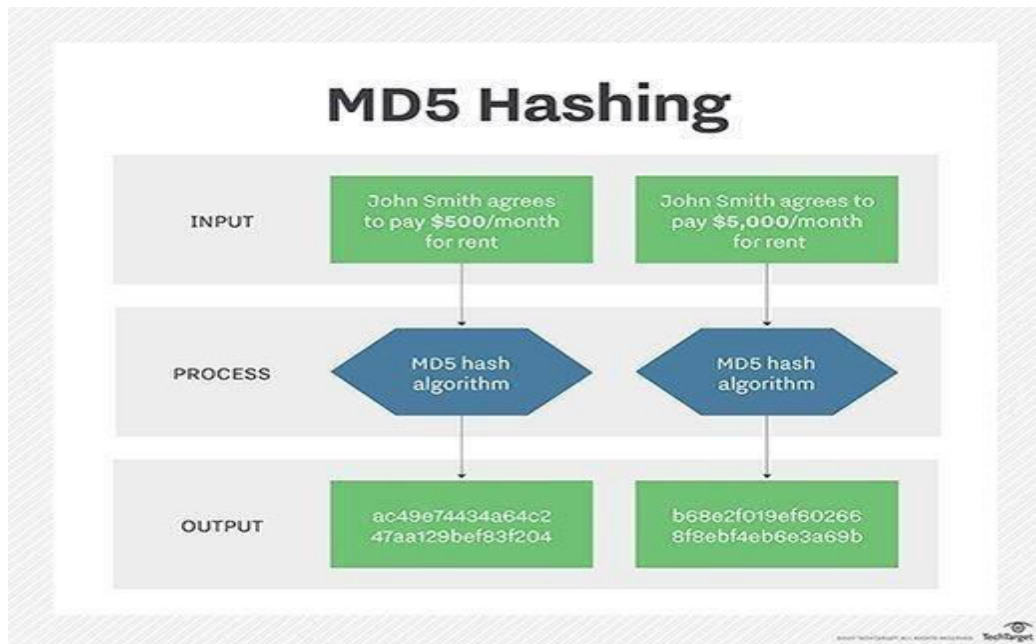 MD5 Hashing
INPUT
John Smith agrees
to pay $500/month
for rent
John Smith agrees to
pay $5,000/month
for rent
PROCESS
MD5 hash
algorithm
MD5 hash
algorithm
OUTPUT
ac49e74434a64c2
47aa129bef83f204
b68e2f019ef60266
8f8ebf4eb6e3a69b
TechTarget